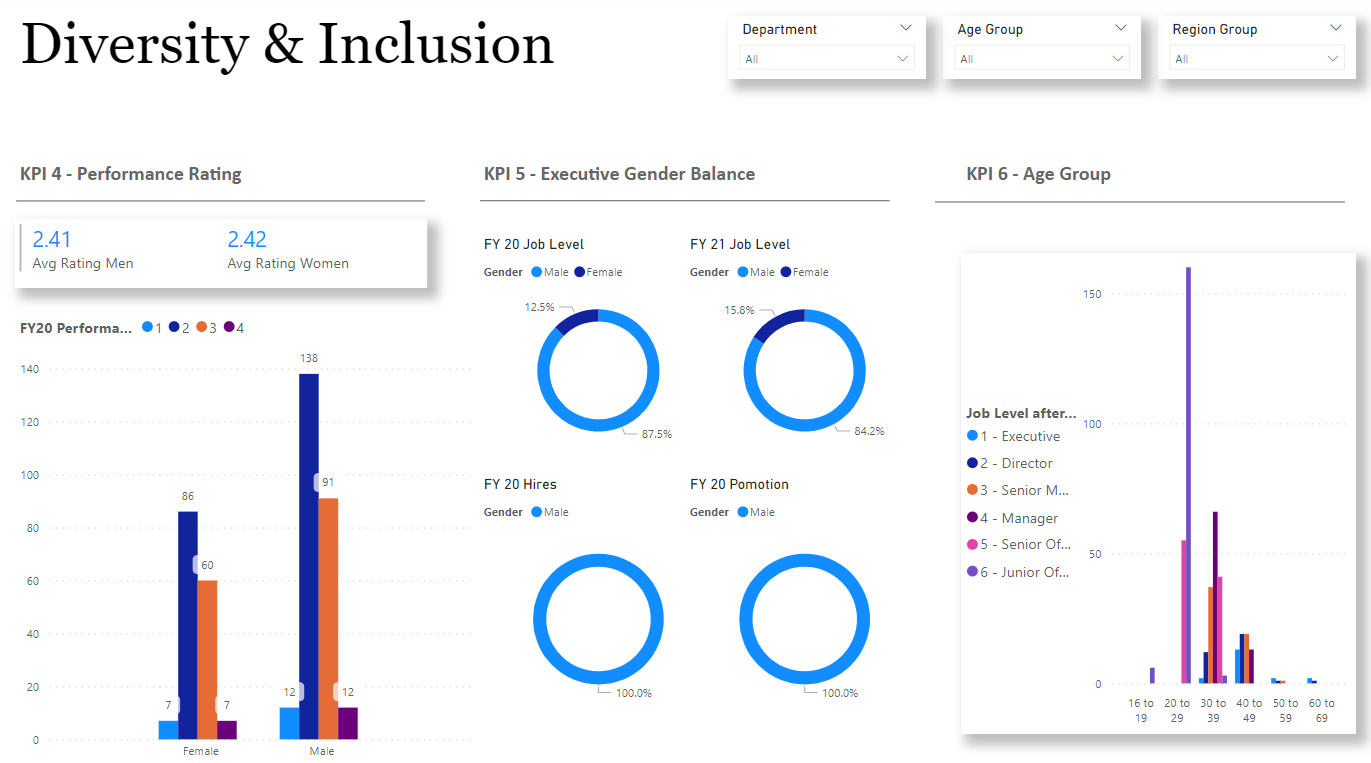 Diversity & Inclusion
Department
All
Age Group
All
Region Group
All
KPI 4 - Performance Rating
2.41
Avg Rating Men
2.42
Avg Rating Women
FY20 Performa... 1 2 3 4
140
120
100
80
60
40
20
0
7
86
60
7
12
138
91
12
Female
Male
KPI 5 - Executive Gender Balance
FY 20 Job Level
Gender Male Female
12.5%
87.5%
FY 21 Job Level
Gender Male Female
15.8%
84.2%
FY 20 Hires
Gender Male
100.0%
FY 20 Pomotion
Gender Male
100.0%
KPI 6 - Age Group
Job Level after...
1 - Executive
2 - Director
3 - Senior M...
4 - Manager
5 - Senior Of...
6 - Junior Of...
150
100
50
0
16 to
19
20 to
29
30 to
39
40 to
49
50 to
59
60 to
69